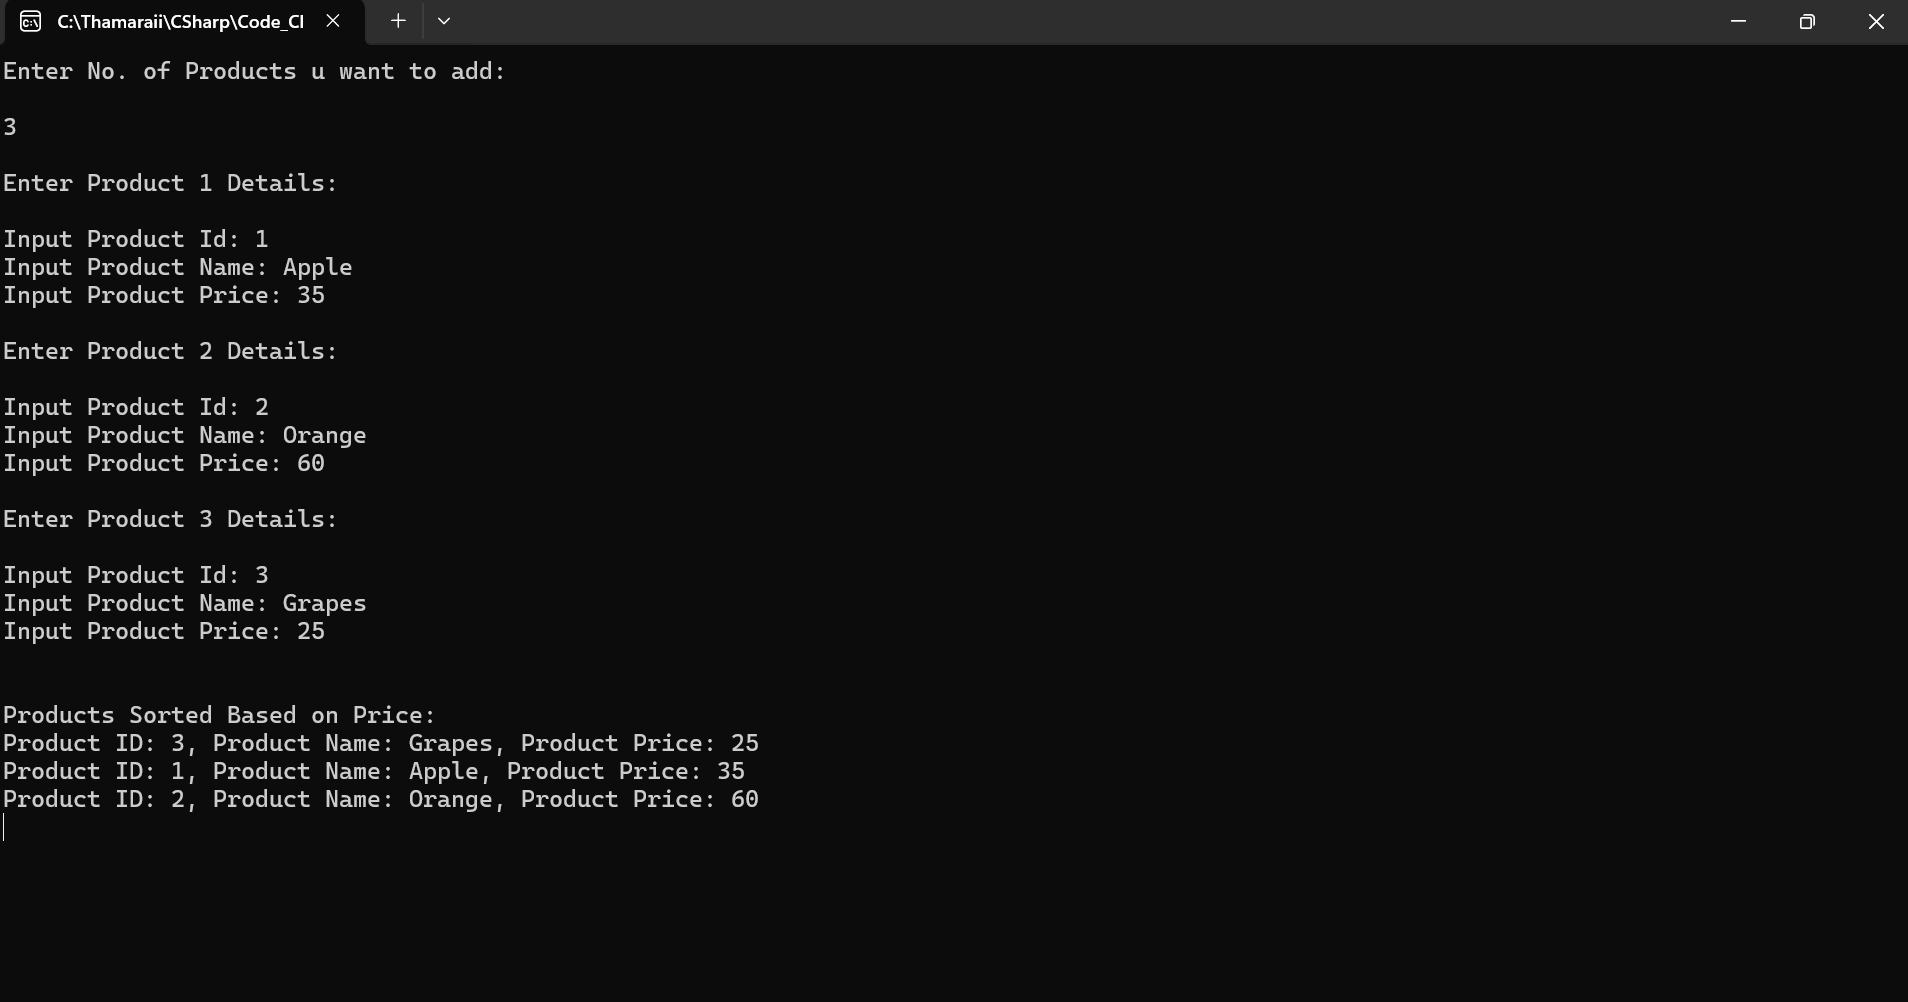 C:\Thamaraii\CSharp\Code_Cl
Enter No. of Products u want to add:
3
Enter Product 1 Details:
Input Product Id: 1
Input Product Name: Apple
Input Product Price: 35
Enter Product 2 Details:
Input Product Id: 2
Input Product Name: Orange
Input Product Price: 60
Enter Product 3 Details:
Input Product Id: 3
Input Product Name: Grapes
Input Product Price: 25
Products Sorted Based on Price:
Product ID: 3, Product Name: Grapes, Product Price: 25
Product ID: 1, Product Name: Apple, Product Price: 35
Product ID: 2, Product Name: Orange, Product Price: 60